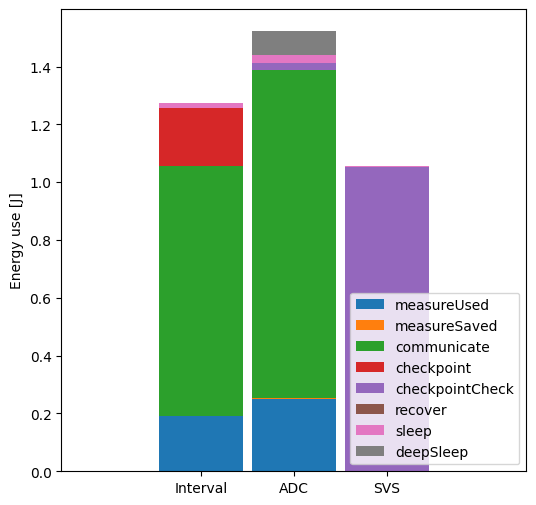 Energy use [J]
1.4
1.2
1.0
0.8
0.6
0.4
0.2
0.0
measureUsed
measureSaved
communicate
checkpoint
checkpointCheck
recover
sleep
deepSleep
Interval ADC SVS